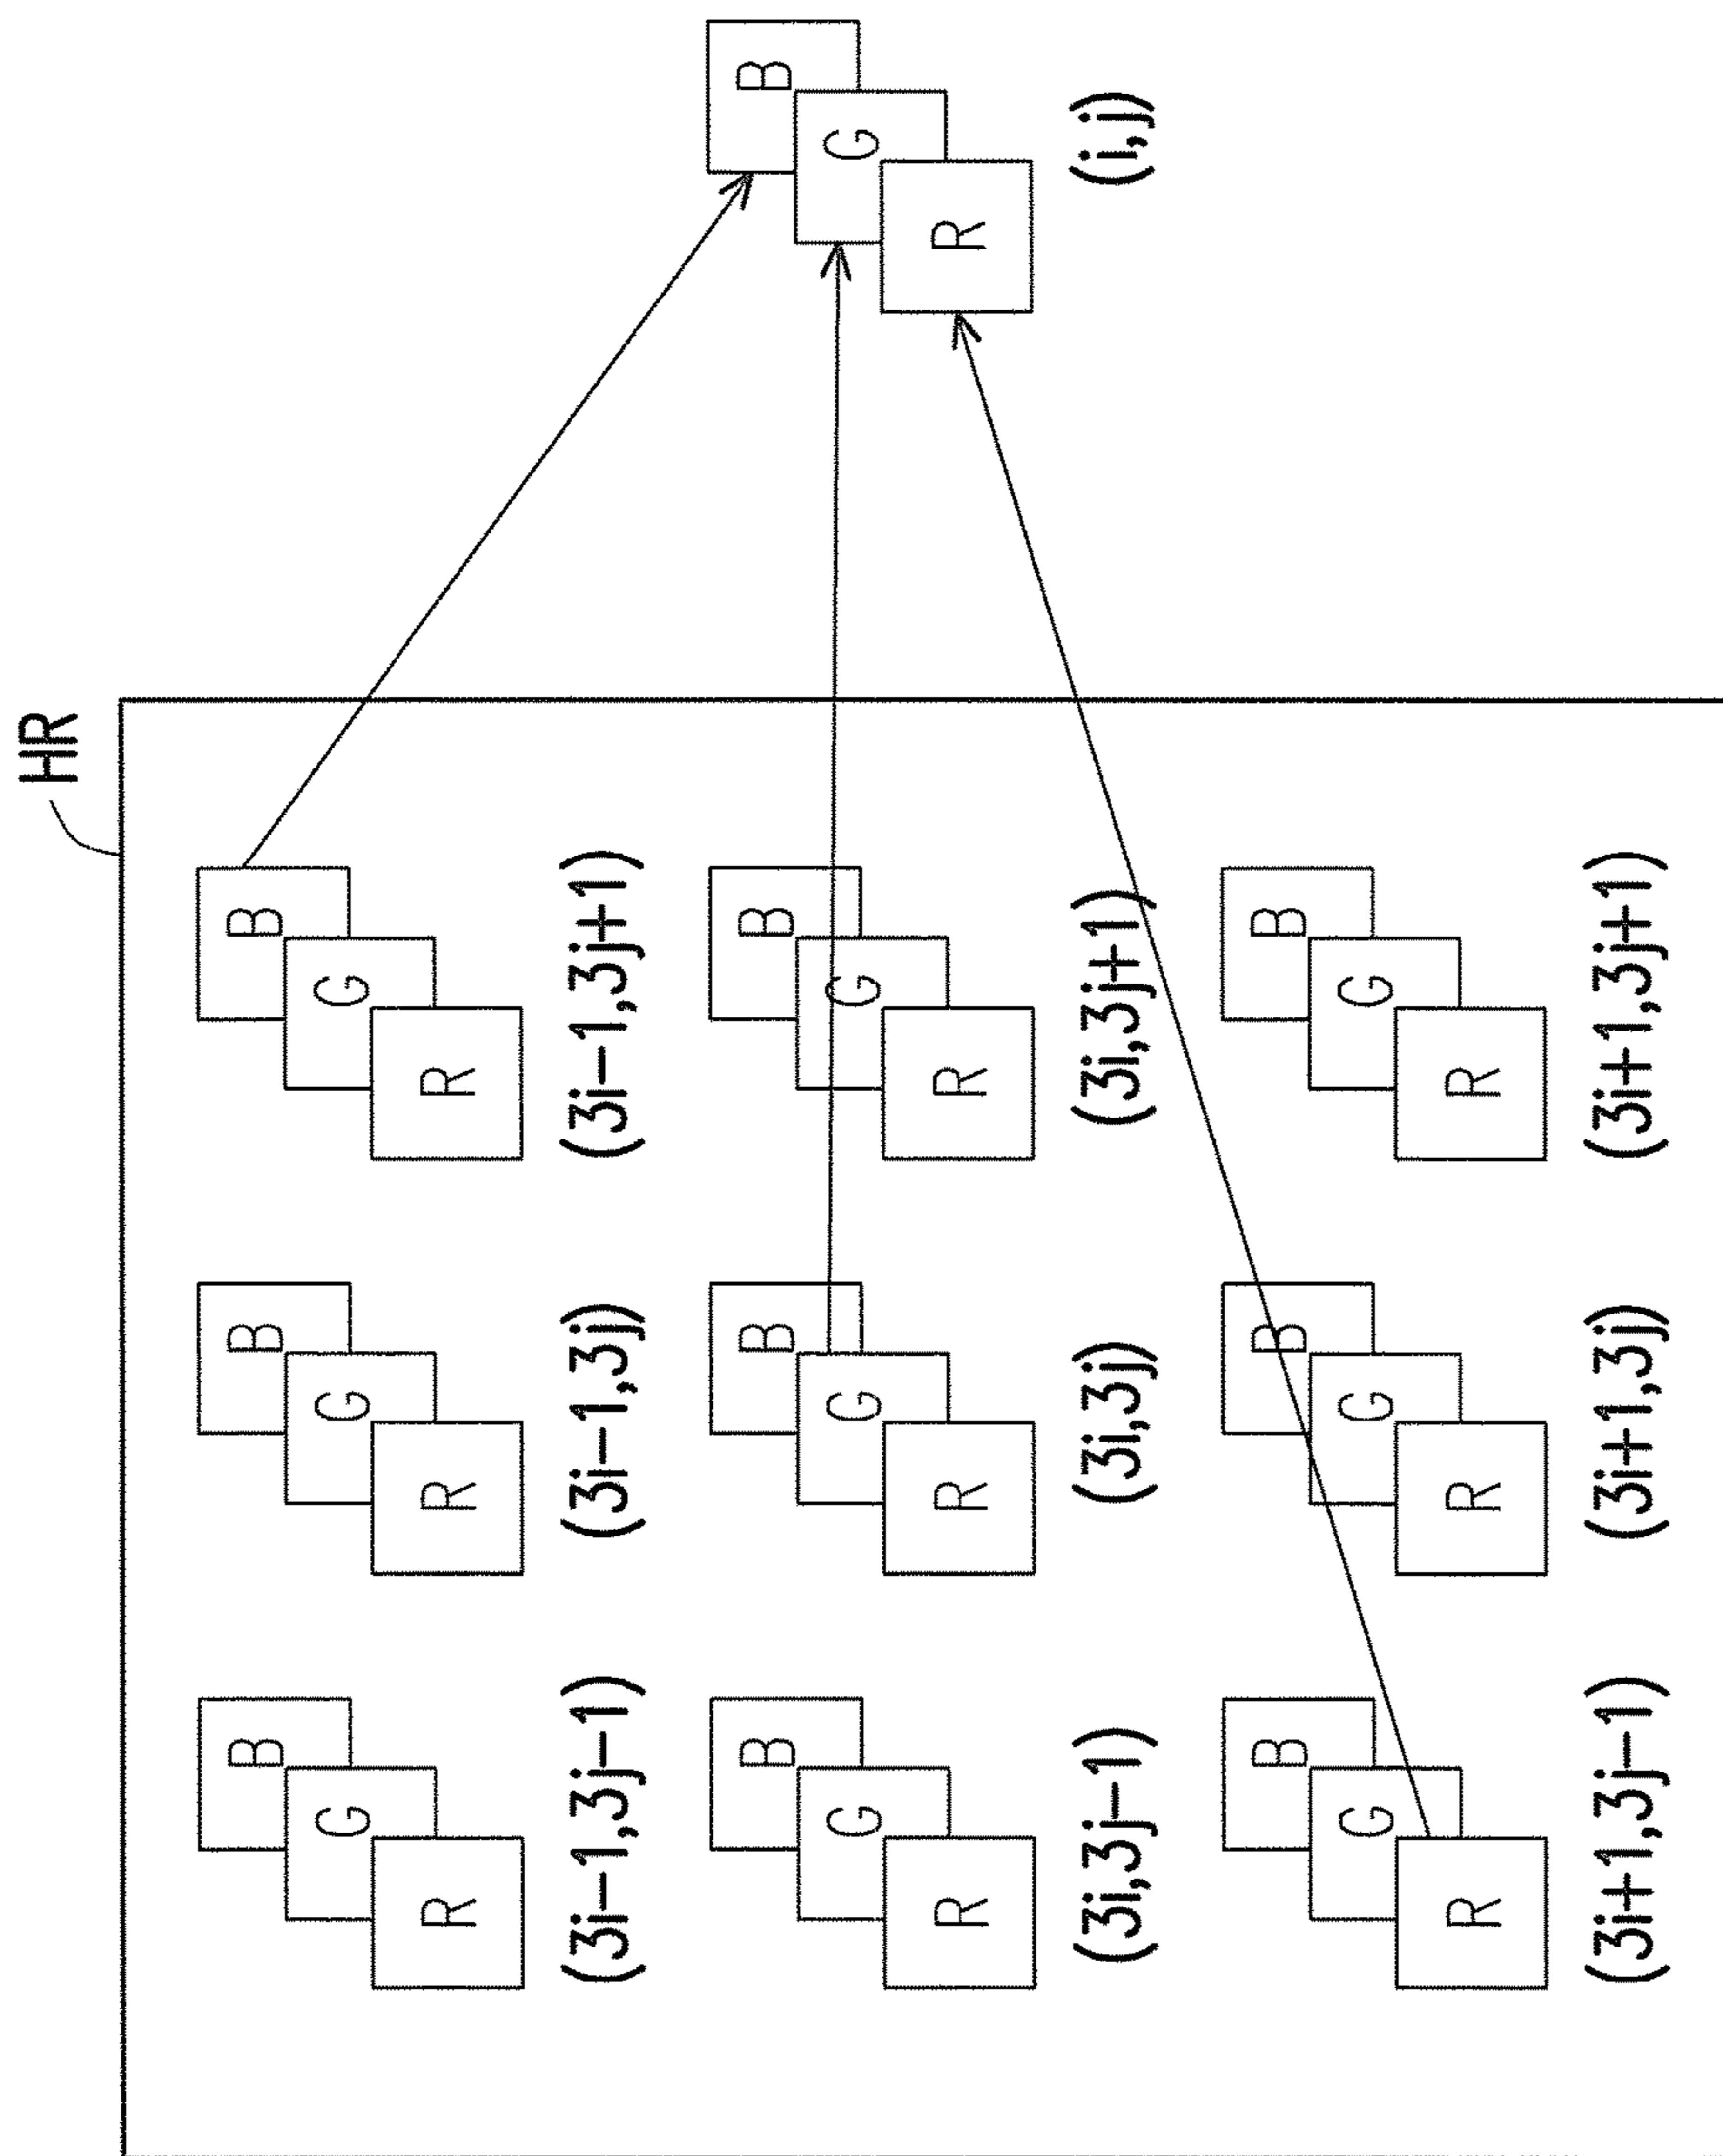 HR
B
G
R
(3i−1,3j−1)
B
G
R
(3i−1,3j)
B
G
R
(3i−1,3j+1)
B
G
R
(3i,3j−1)
B
G
R
(3i,3j)
B
G
R
(3i,3j+1)
B
G
R
(i,j)
B
G
R
(3i+1,3j−1)
B
G
R
(3i+1,3j)
B
G
R
(3i+1,3j+1)